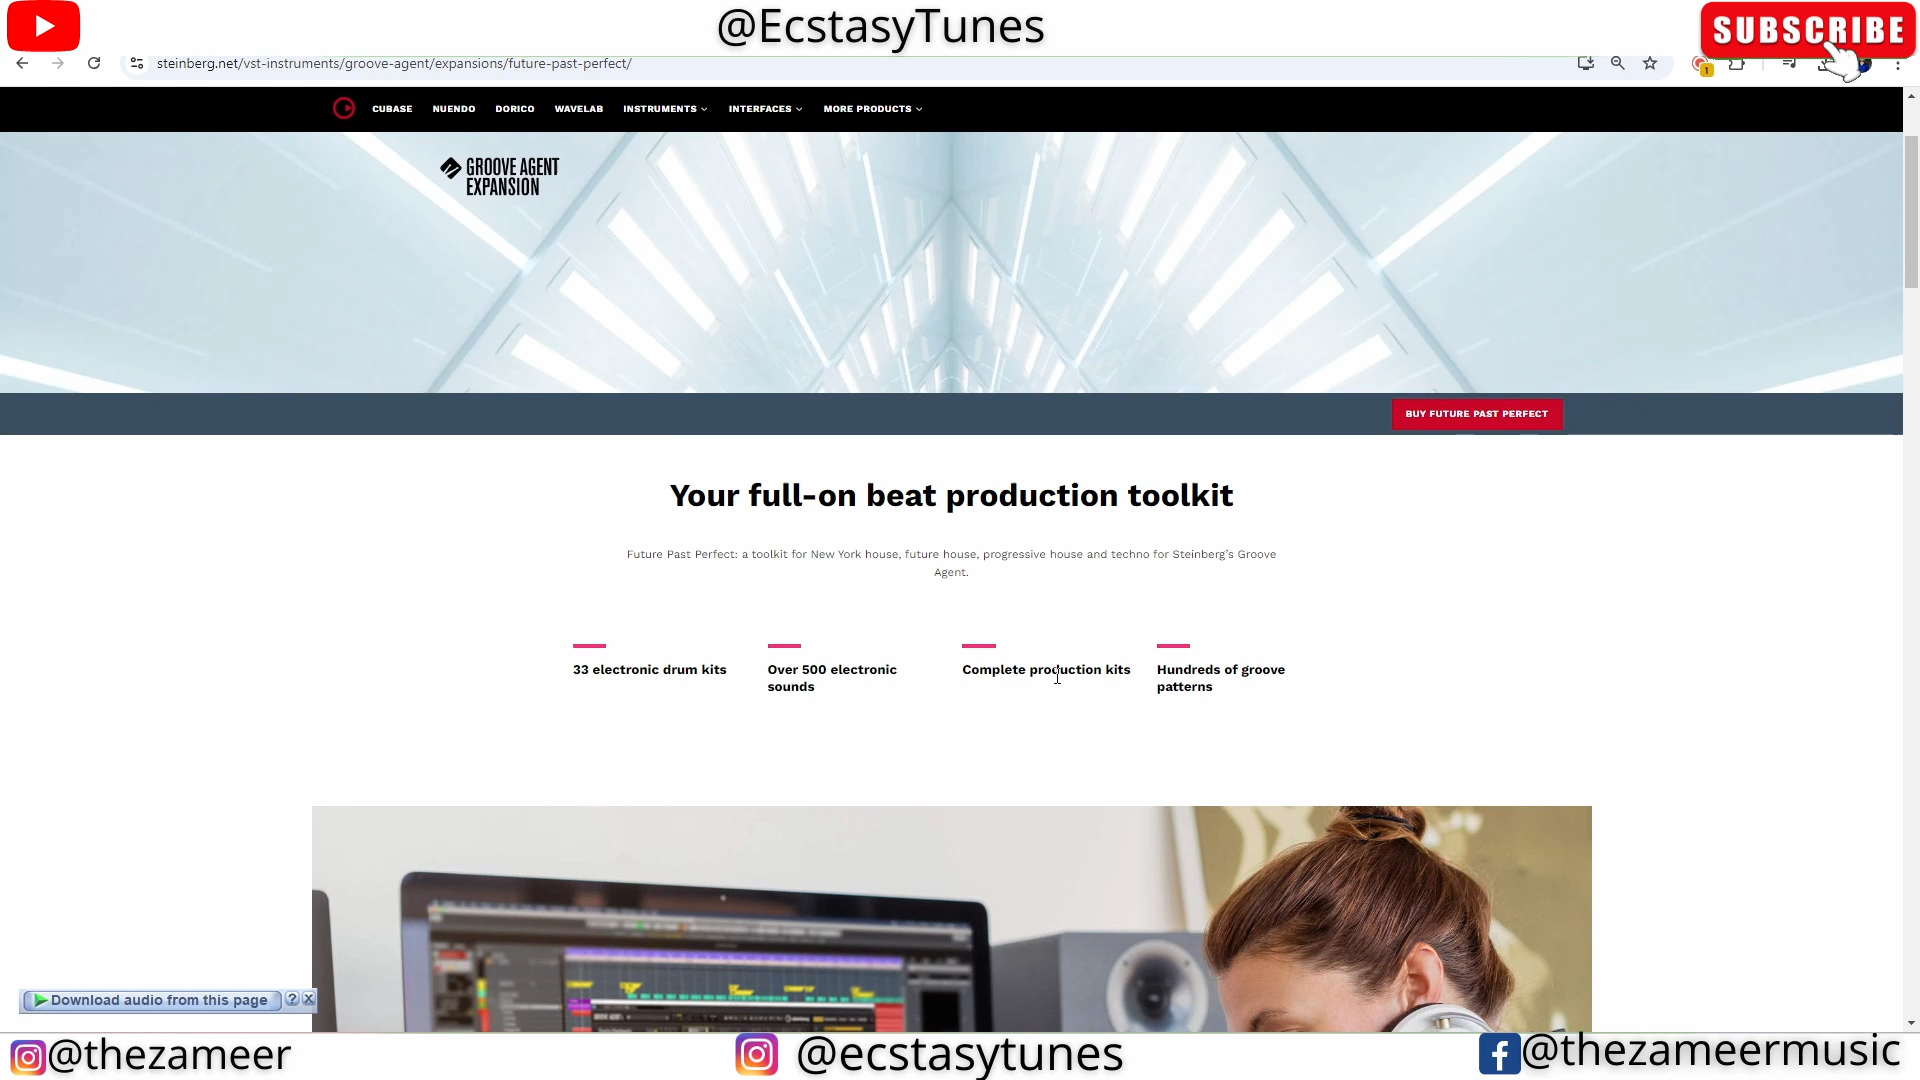 @EcstasyTunes
SUBSCRIBE
steinberg.net/vst-instruments/groove-agent/expansions/future-past-perfect/
1
CUBASE NUENDO DORICO WAVELAB INSTRUMENTS INTERFACES MORE PRODUCTS
GROOVE AGENT
EXPANSION
BUY FUTURE PAST PERFECT
Your full-on beat production toolkit
Future Past Perfect: a toolkit for New York house, future house, progressive house and techno for Steinberg's Groove
Agent.
33 electronic drum kits
Over 500 electronic
sounds
Complete production kits
Hundreds of groove
patterns
Download audio from this page ?
@thezameer
@ecstasytunes
@thezameermusic